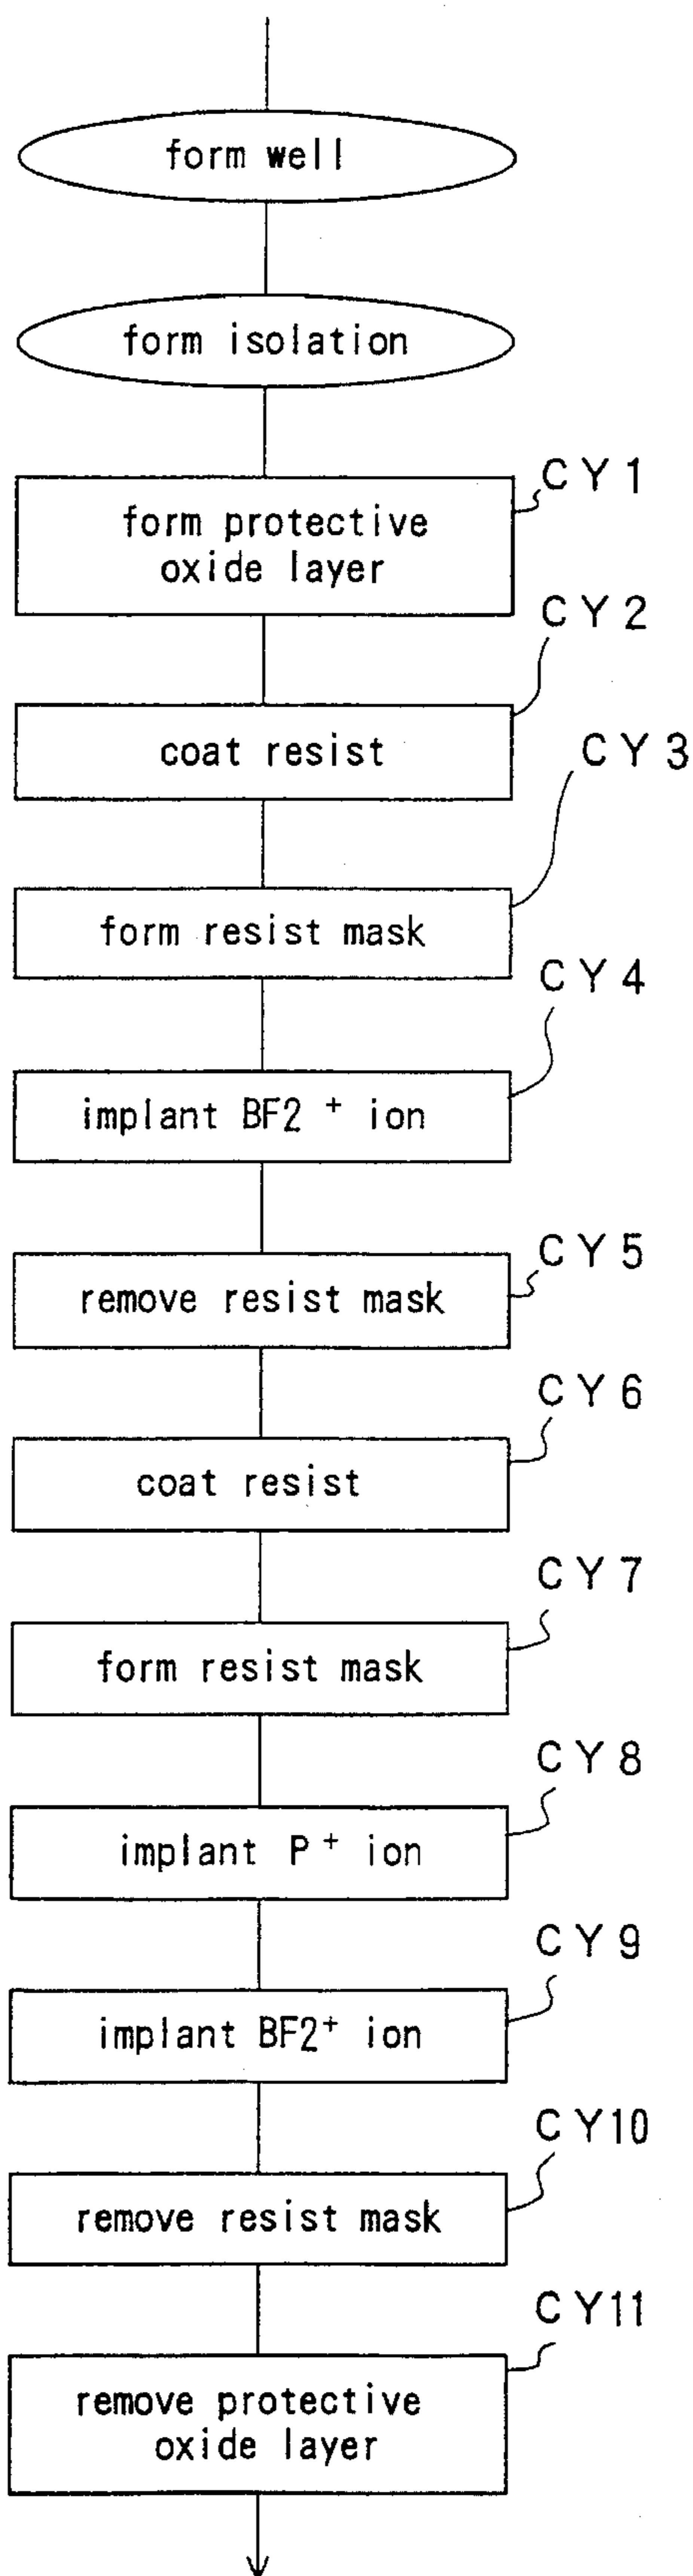 form well
form isolation
CY1
form protective
oxide layer
CY2
coat resist
CY3
form resist mask
CY4
implant BF2 + ion
CY5
remove resist mask
CY6
coat resist
CY7
form resist mask
CY8
implant P + ion
CY9
implant BF2+ ion
CY10
remove resist mask
CY11
remove protective
oxide layer